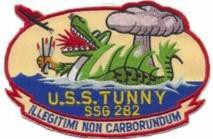 U.S.S. TUNNY
SSG 282
ILLEGITIMI NON CARBORUNDUM